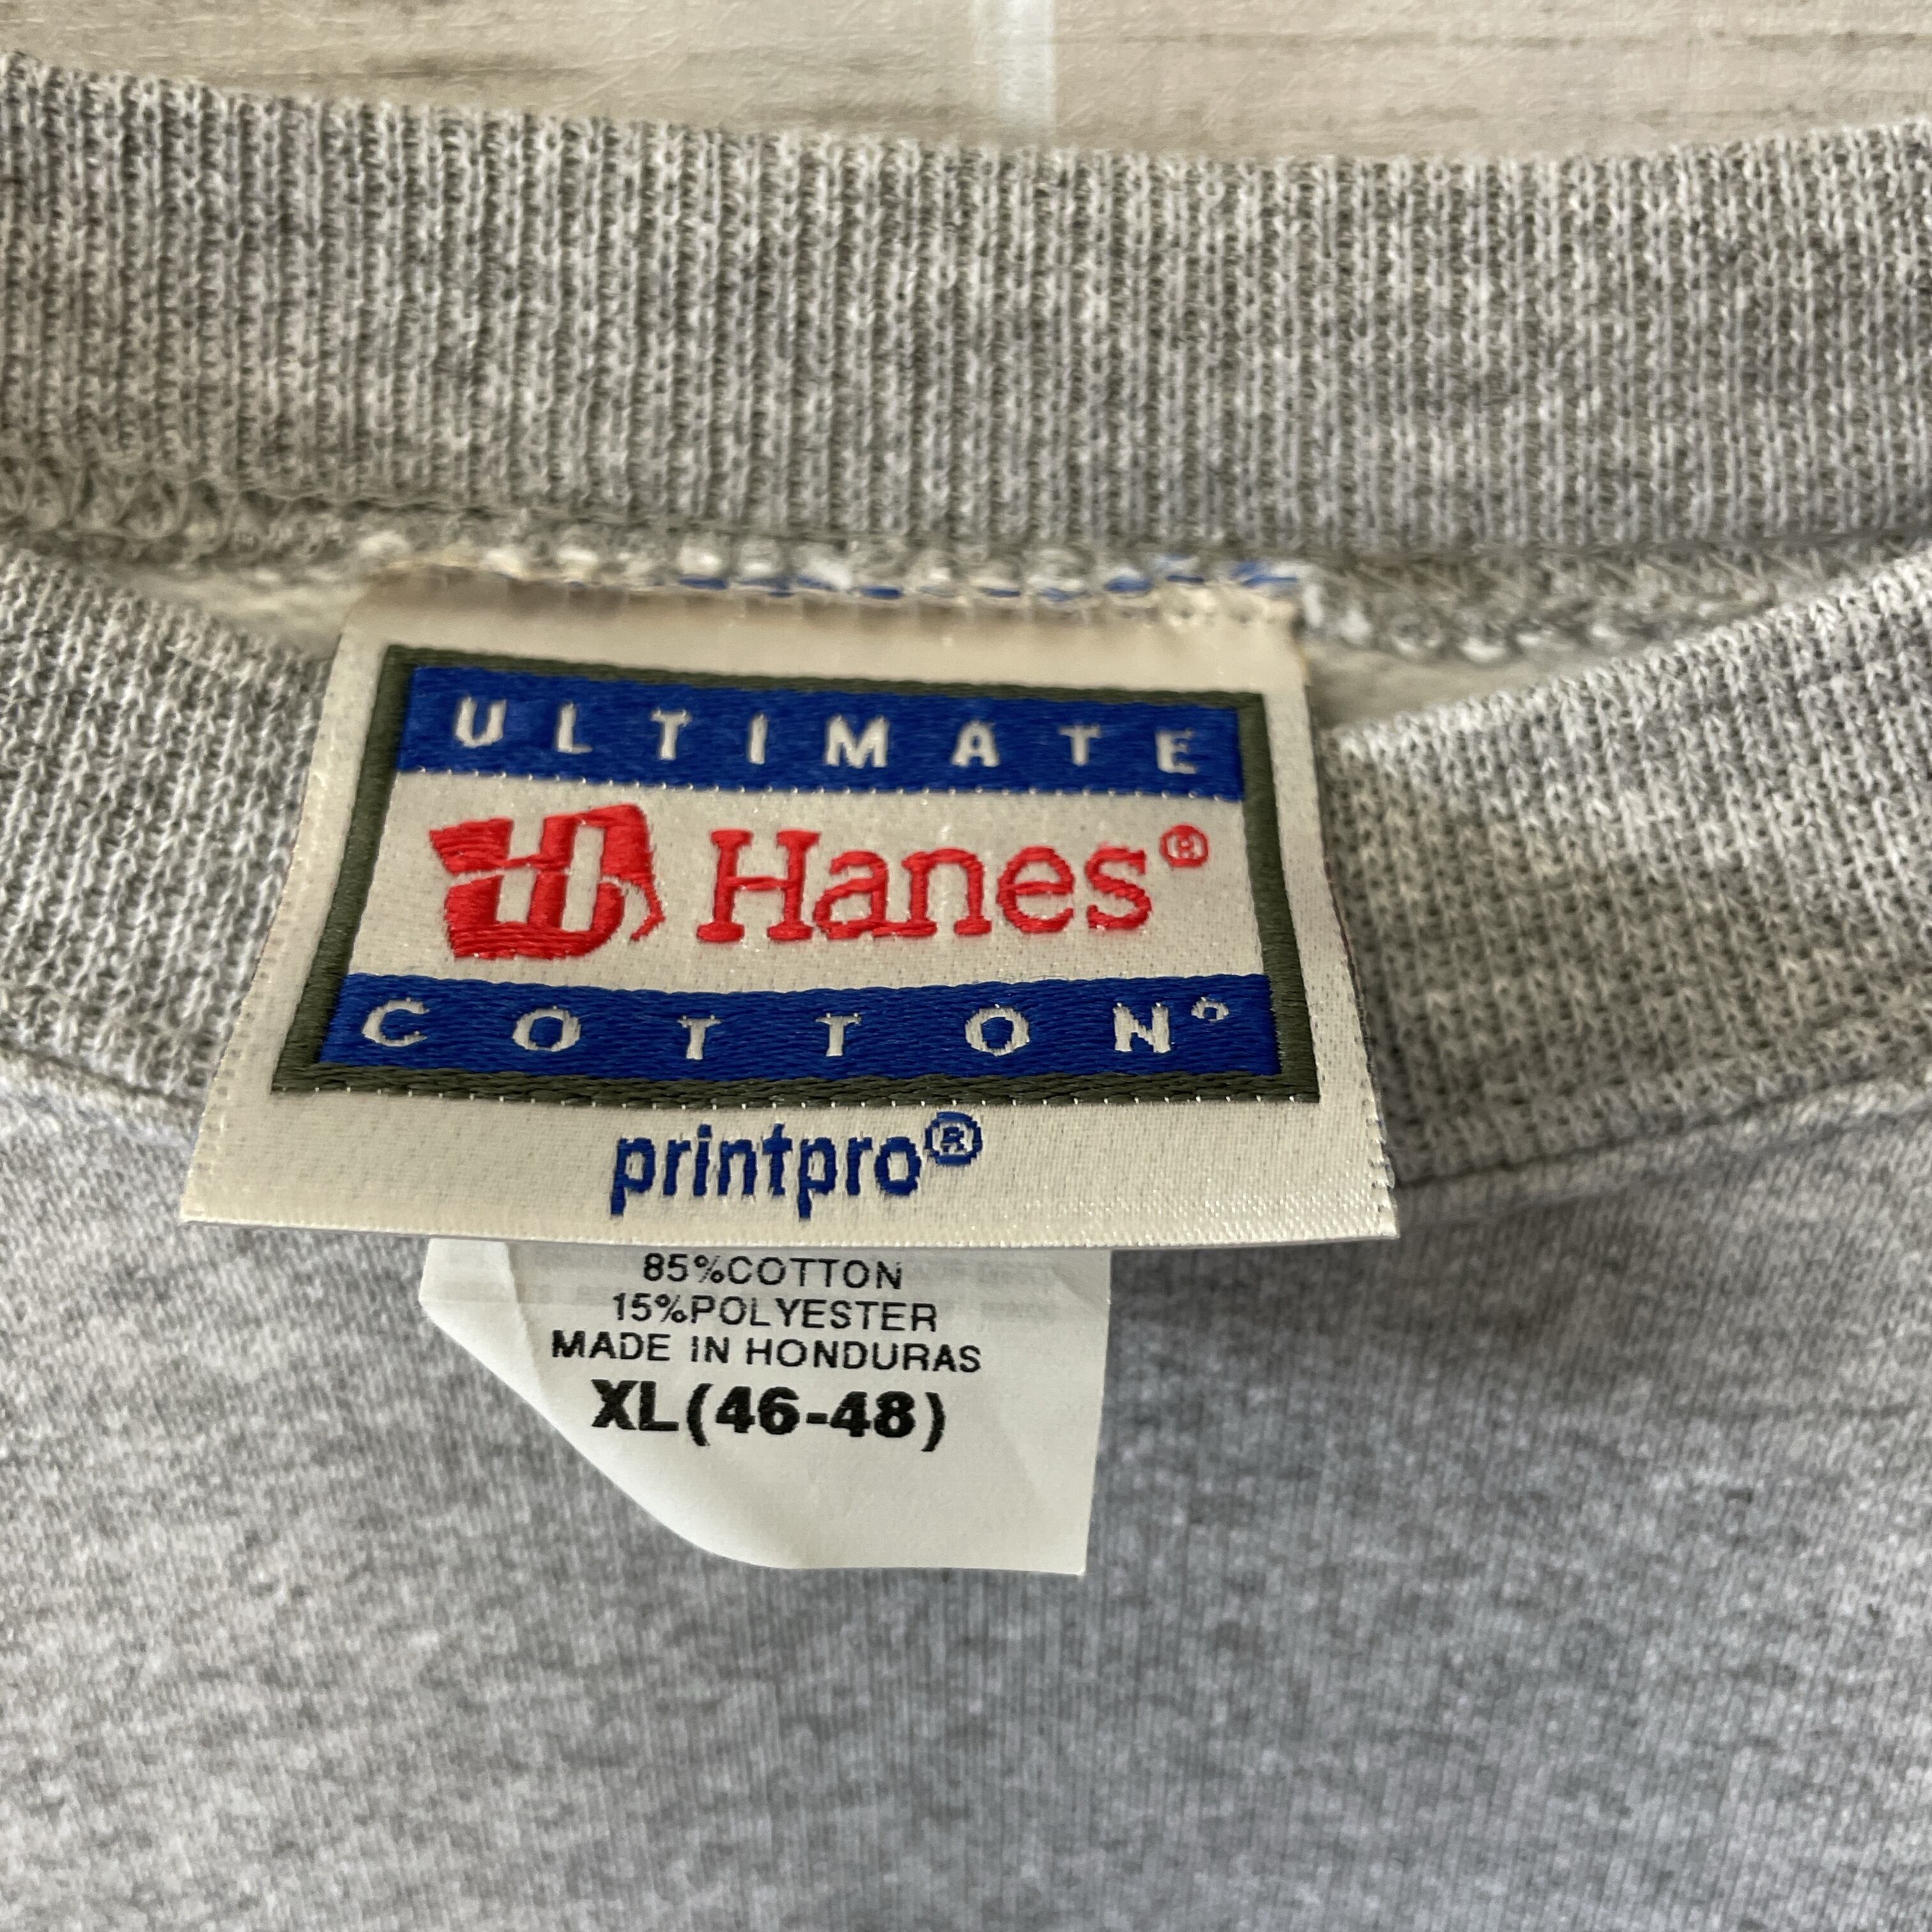 ULTIMATE
Hanes®
COTTON®
printpro®
85%COTTON
15%POLYESTER
MADE IN HONDURAS
XL(46-48)